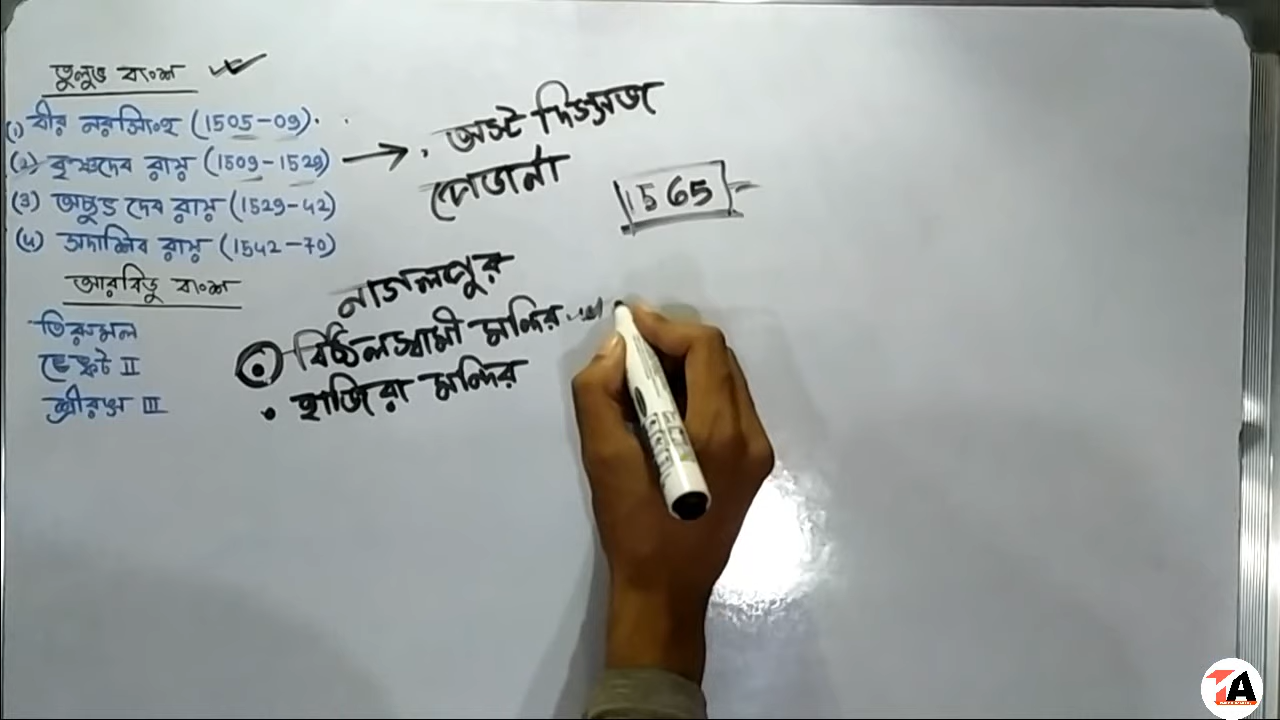 তুলুভ বংশ
(1) বীর নরসিংহ (1505-09).
(2) কৃষ্ণদেব রায় (1509-1529) → . অস্ট দিগ্গজ
পেডানা
1565
(3) অচ্যুত দেব রায় (1529-42)
(4) সদাশিব রায় (1542-70)
আরবিডু বংশ
তিরুমল
ভেঙ্কট II
শ্রীরঙ্গ III
নাগলপুর
বিঠ্ঠলস্বামী মন্দির
হাজিরা মন্দির